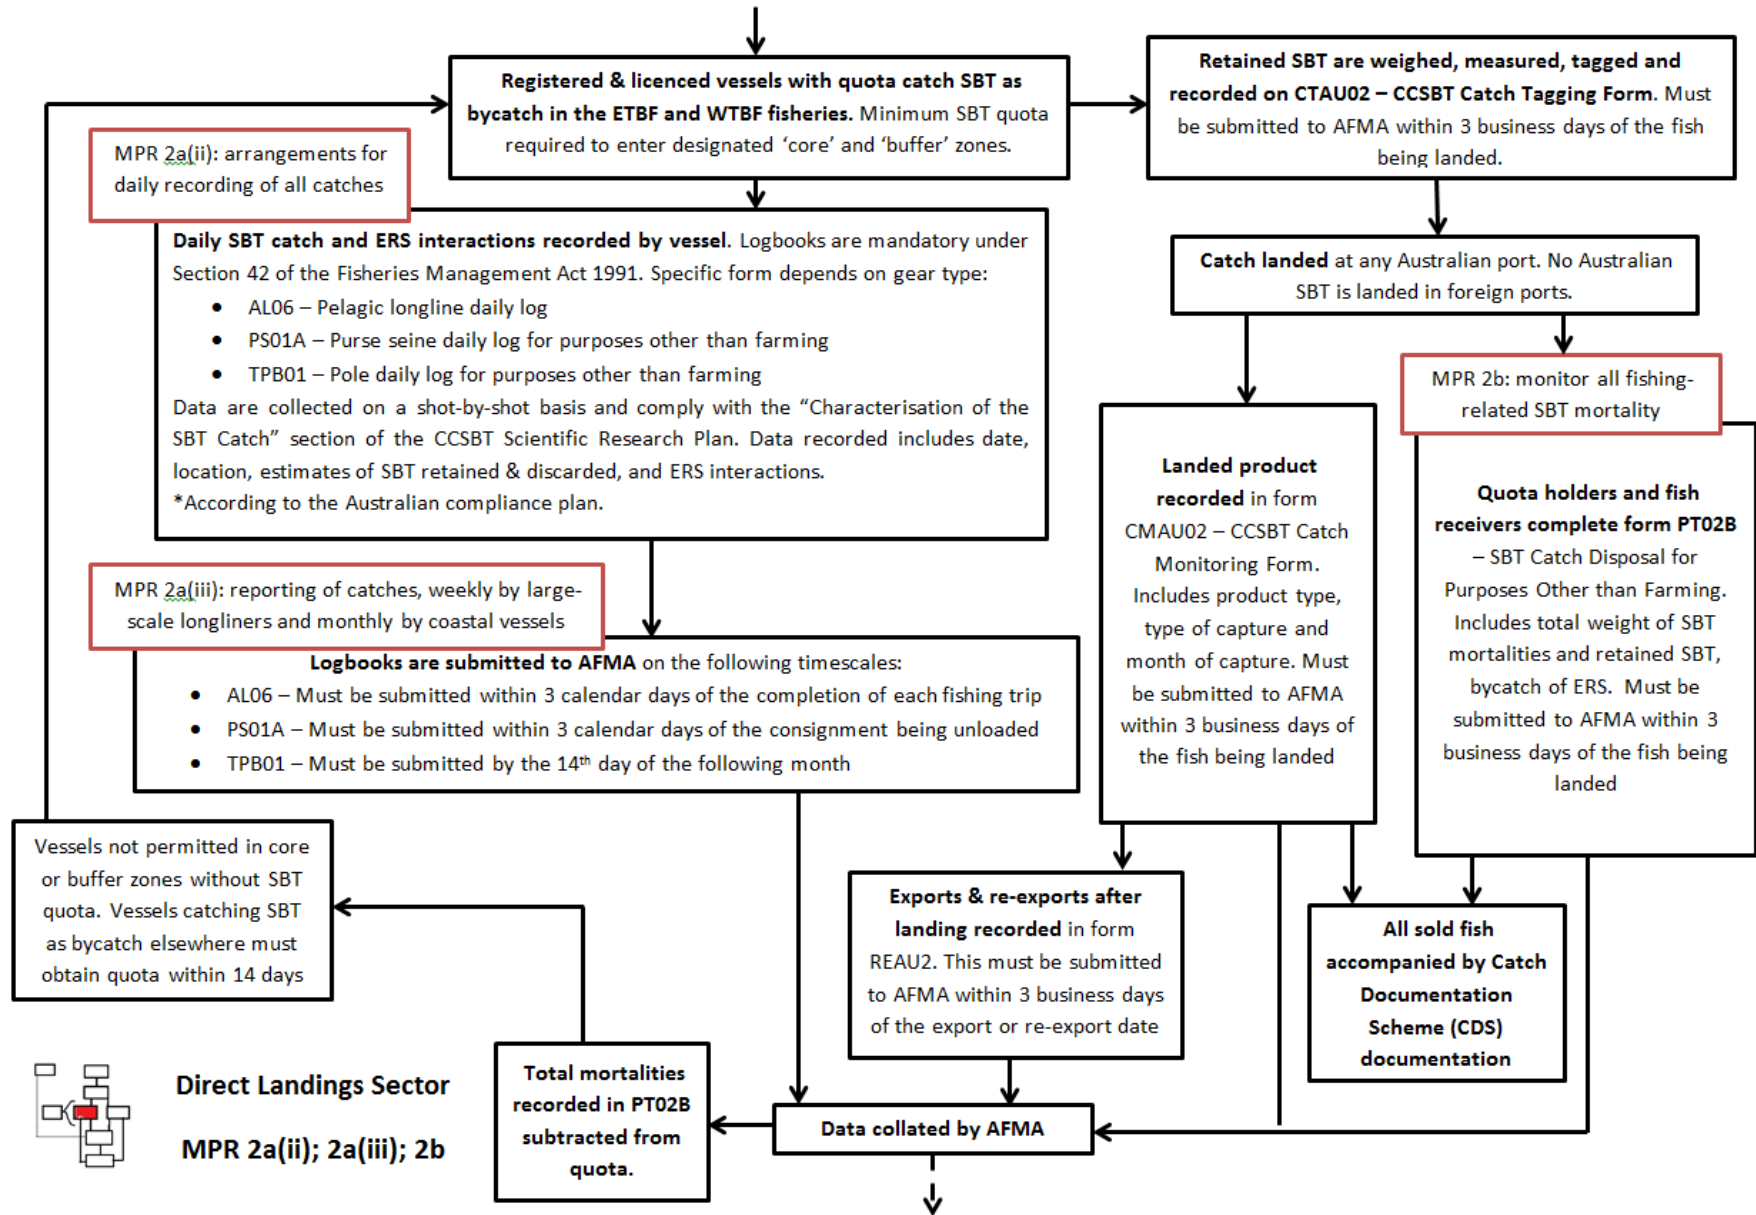 Registered & licenced vessels with quota catch SBT as
bycatch in the ETBF and WTBF fisheries. Minimum SBT quota
required to enter designated ‘core’ and ‘buffer’ zones.
Retained SBT are weighed, measured, tagged and
recorded on CTAU02 – CCSBT Catch Tagging Form. Must
be submitted to AFMA within 3 business days of the fish
being landed.
MPR 2a(ii): arrangements for
daily recording of all catches
Daily SBT catch and ERS interactions recorded by vessel. Logbooks are mandatory under
Section 42 of the Fisheries Management Act 1991. Specific form depends on gear type:
• AL06 – Pelagic longline daily log
• PS01A – Purse seine daily log for purposes other than farming
• TPB01 – Pole daily log for purposes other than farming
Data are collected on a shot-by-shot basis and comply with the “Characterisation of the
SBT Catch” section of the CCSBT Scientific Research Plan. Data recorded includes date,
location, estimates of SBT retained & discarded, and ERS interactions.
*According to the Australian compliance plan.
Catch landed at any Australian port. No Australian
SBT is landed in foreign ports.
MPR 2b: monitor all fishing-
related SBT mortality
Landed product
recorded in form
CMAU02 – CCSBT Catch
Monitoring Form.
Includes product type,
type of capture and
month of capture. Must
be submitted to AFMA
within 3 business days of
the fish being landed
Quota holders and fish
receivers complete form PT02B
– SBT Catch Disposal for
Purposes Other than Farming.
Includes total weight of SBT
mortalities and retained SBT,
bycatch of ERS. Must be
submitted to AFMA within 3
business days of the fish being
landed
MPR 2a(iii): reporting of catches, weekly by large-
scale longliners and monthly by coastal vessels
Logbooks are submitted to AFMA on the following timescales:
• AL06 – Must be submitted within 3 calendar days of the completion of each fishing trip
• PS01A – Must be submitted within 3 calendar days of the consignment being unloaded
• TPB01 – Must be submitted by the 14th day of the following month
Vessels not permitted in core
or buffer zones without SBT
quota. Vessels catching SBT
as bycatch elsewhere must
obtain quota within 14 days
Exports & re-exports after
landing recorded in form
REAU2. This must be submitted
to AFMA within 3 business days
of the export or re-export date
All sold fish
accompanied by Catch
Documentation
Scheme (CDS)
documentation
Total mortalities
recorded in PT02B
subtracted from
quota.
Data collated by AFMA
Direct Landings Sector
MPR 2a(ii); 2a(iii); 2b